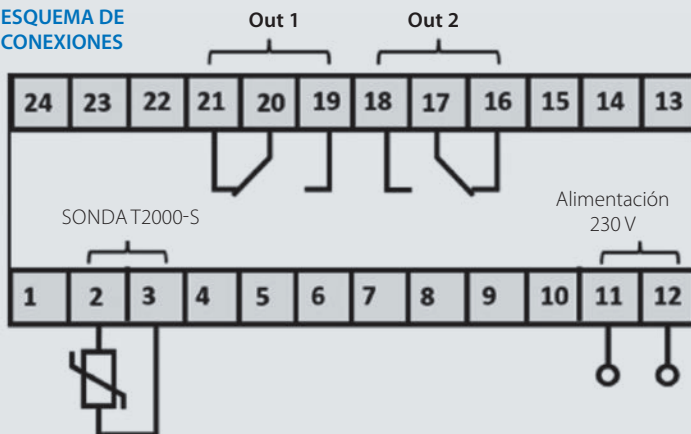 ESQUEMA DE
CONEXIONES
Out 1 Out 2
24 23 22 21 20 19 18 17 16 15 14 13
SONDA T2000-S
Alimentación
230 V
1 2 3 4 5 6 7 8 9 10 11 12